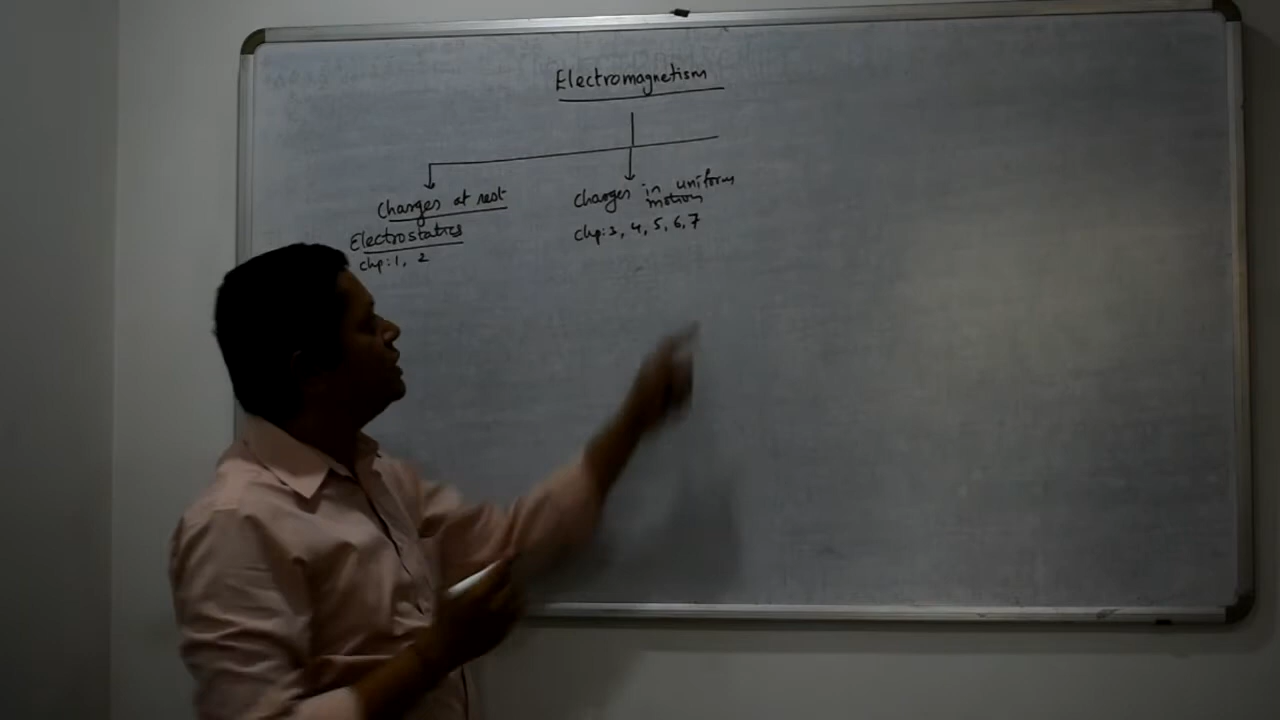 Electromagnetism
Charges at rest
Electrostatics
Chp: 1, 2
Charges in uniform
motion
Chp: 3, 4, 5, 6, 7